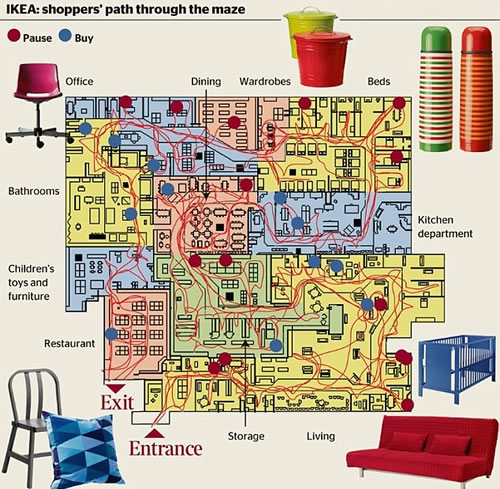 IKEA: shoppers' path through the maze
Pause Buy
Office
Dining
Wardrobes
Beds
Bathrooms
Kitchen
department
Children's
toys and
furniture
Restaurant
Exit
Entrance
Storage
Living